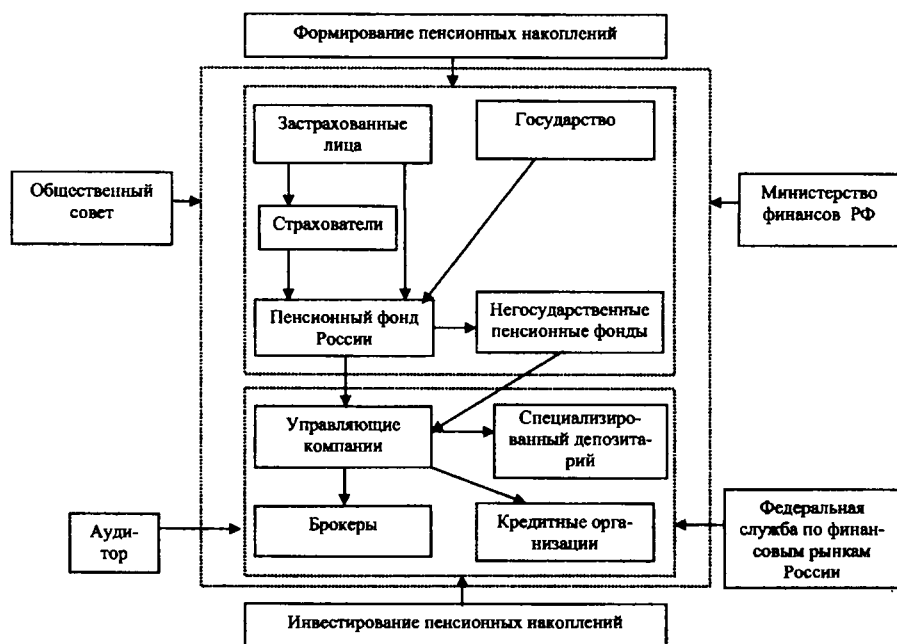 Формирование пенсионных накоплений
Застрахованные
лица
Государство
Общественный
совет
Министерство
финансов РФ
Страхователи
Пенсионный фонд
России
Негосударственные
пенсионные фонды
Управляющие
компании
Специализиро-
ванный депозита-
рий
Брокеры
Кредитные орга-
низации
Ауди-
тор
Федеральная
служба по финан-
совым рынкам
России
Инвестирование пенсионных накоплений